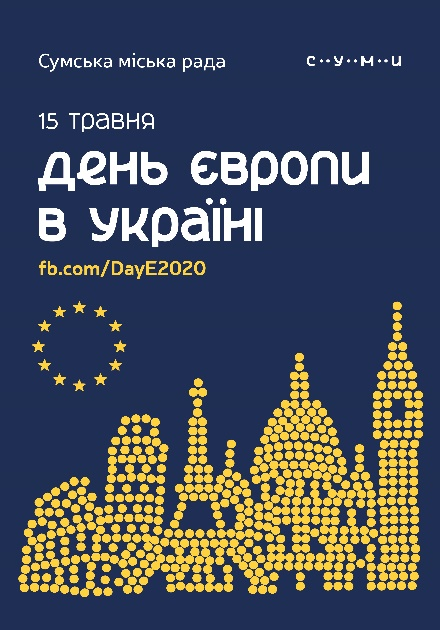 Сумська міська рада
с··у··м··и
15 травня
день європи
в україні
fb.com/DayE2020